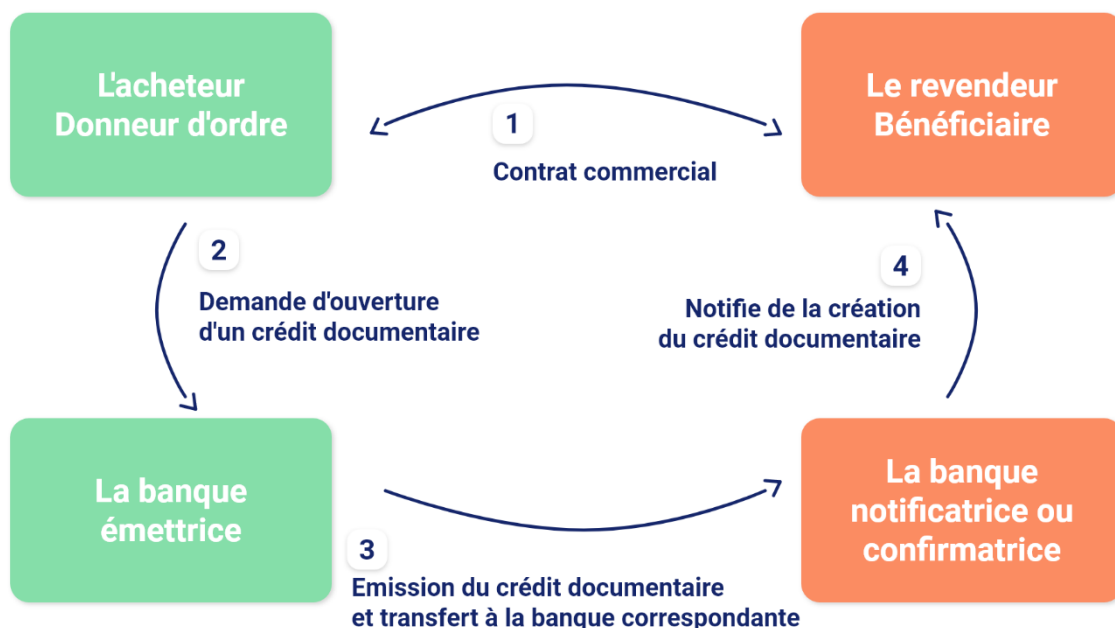 L'acheteur
Donneur d'ordre
Le revendeur
Bénéficiaire
1
Contrat commercial
2
Demande d'ouverture
d'un crédit documentaire
4
Notifie de la création
du crédit documentaire
La banque
émettrice
La banque
notificatrice ou
confirmatrice
3
Emission du crédit documentaire
et transfert à la banque correspondante